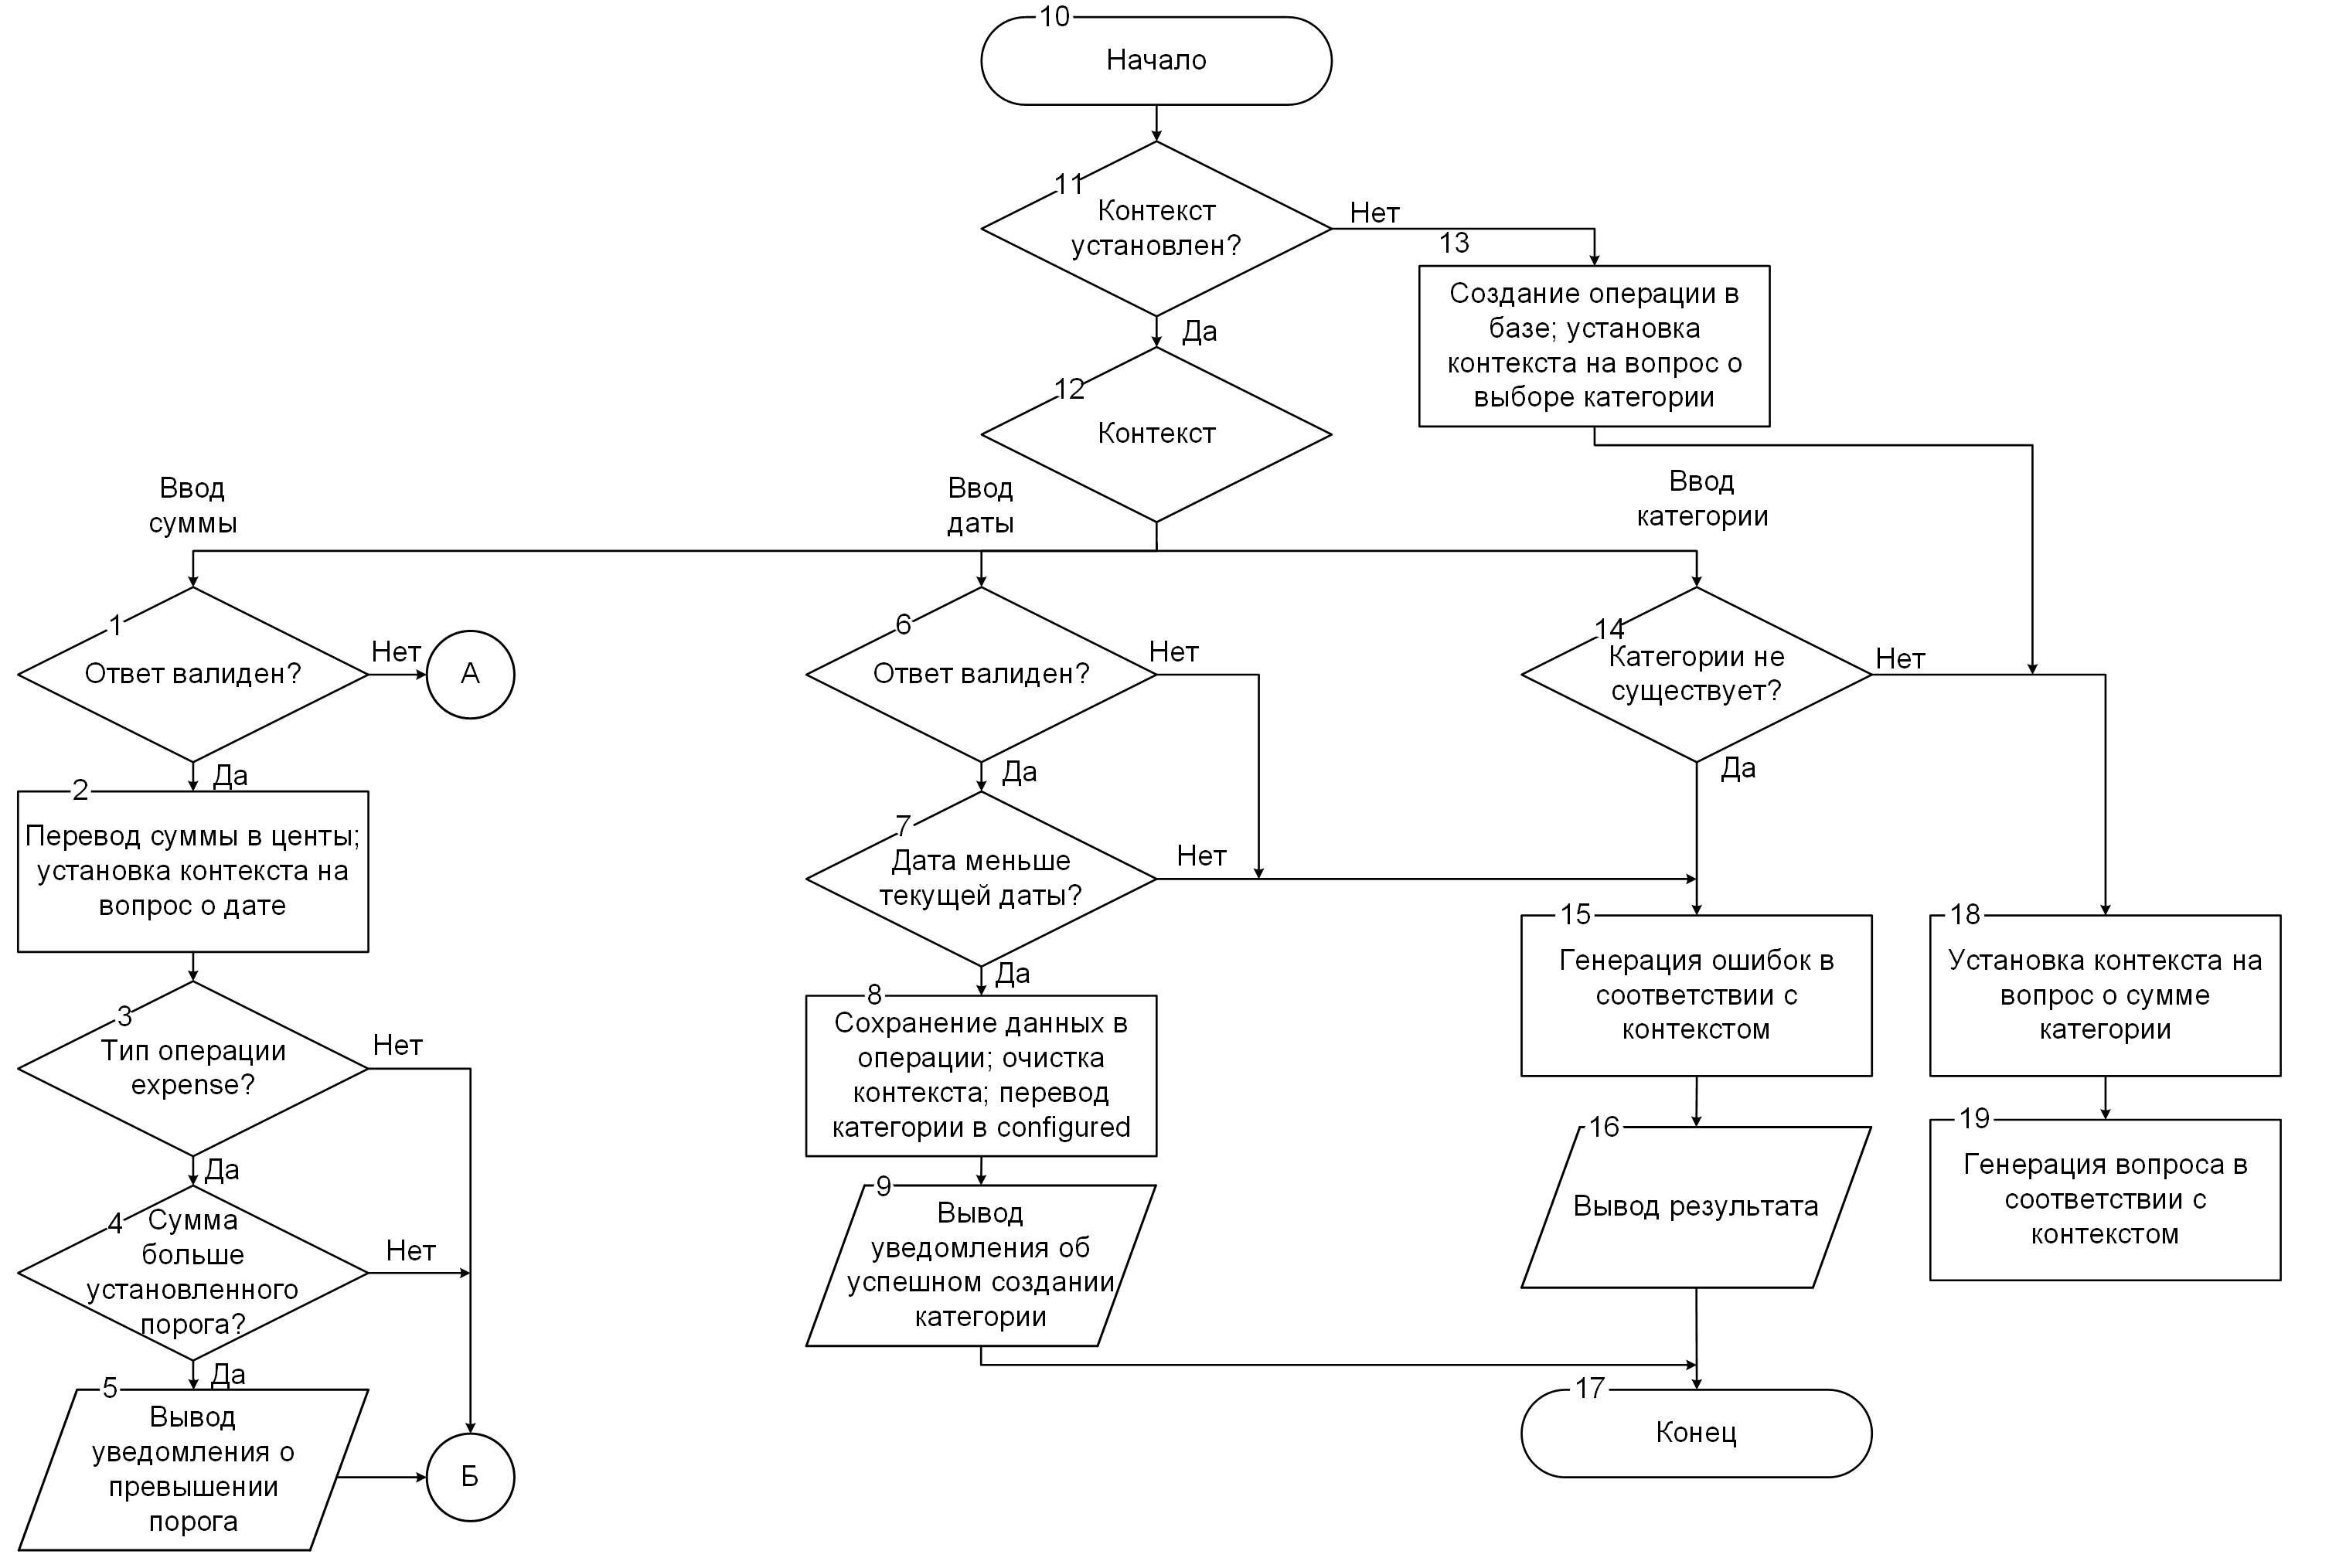 10
Начало
11
Контекст
установлен?
Нет
13
Создание операции в
базе; установка
контекста на вопрос о
выборе категории
Да
12
Контекст
Ввод
суммы
Ввод
даты
Ввод
категории
1
Ответ валиден?
Нет
А
Да
2
Перевод суммы в центы;
установка контекста на
вопрос о дате
3
Тип операции
expense?
Нет
Да
4
Сумма
больше
установленного
порога?
Нет
Да
5
Вывод
уведомления о
превышении
порога
Б
6
Ответ валиден?
Нет
Да
7
Дата меньше
текущей даты?
Нет
Да
8
Сохранение данных в
операции; очистка
контекста; перевод
категории в configured
9
Вывод
уведомления об
успешном создании
категории
14
Категории не
существует?
Нет
Да
15
Генерация ошибок в
соответствии с
контекстом
16
Вывод результата
17
Конец
18
Установка контекста на
вопрос о сумме
категории
19
Генерация вопроса в
соответствии с
контекстом